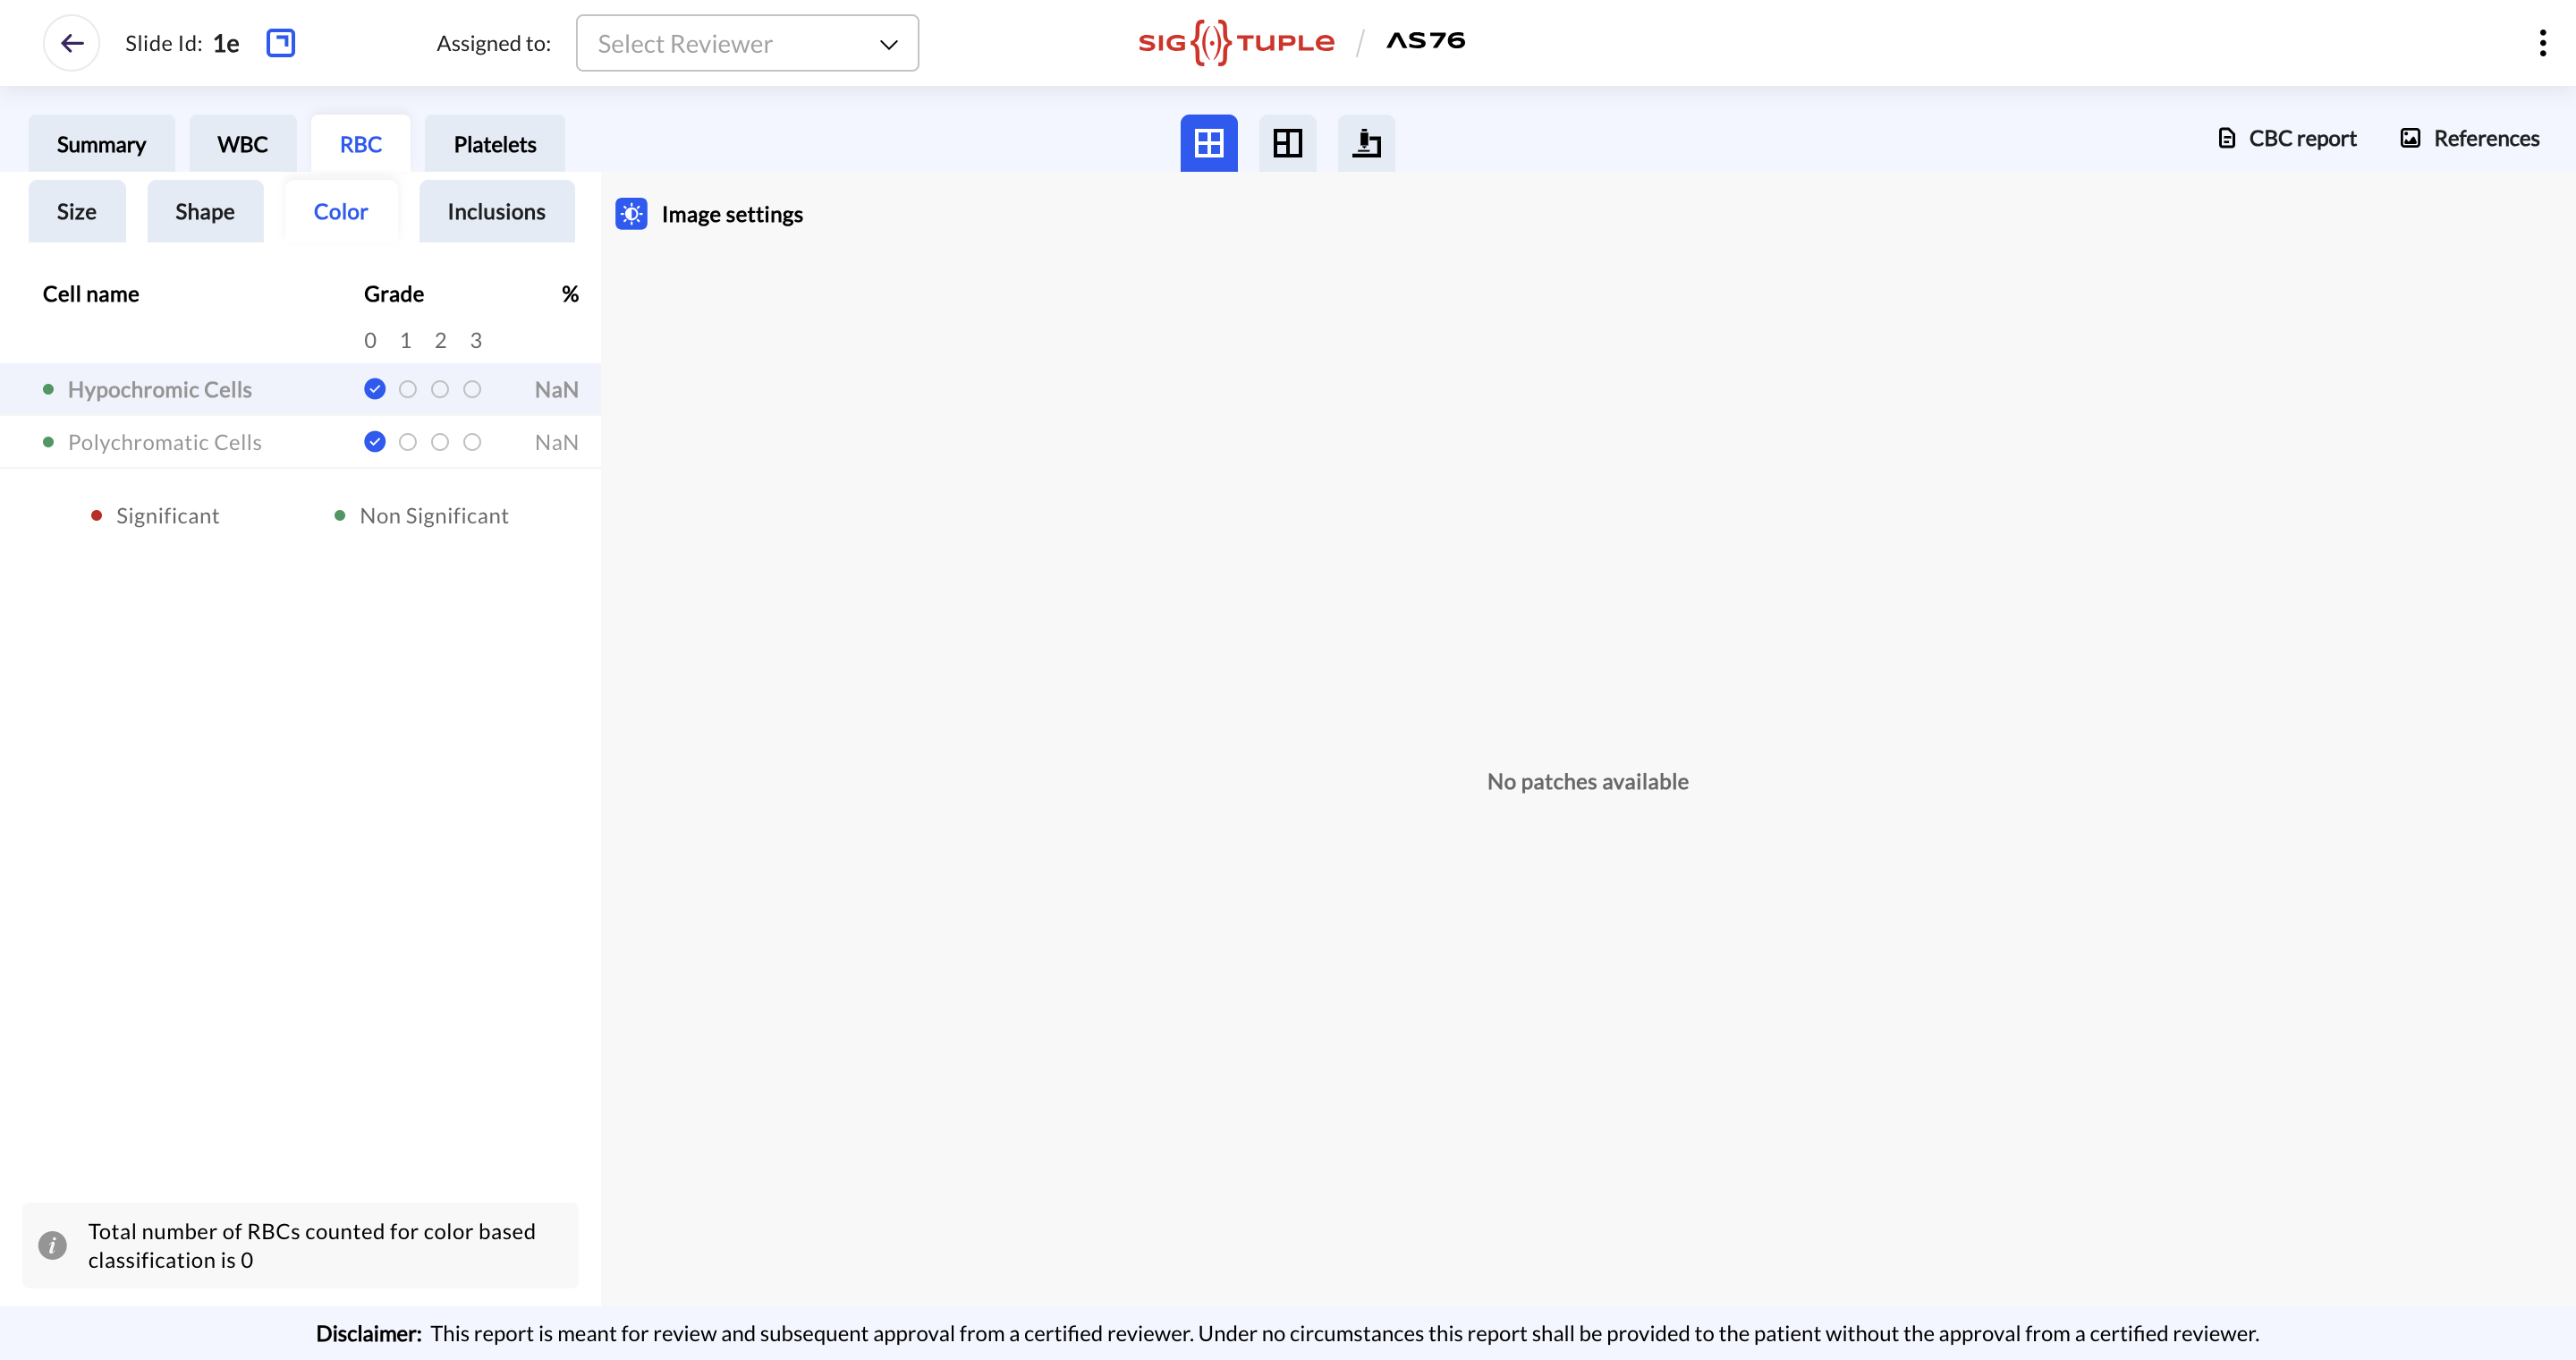 Slide Id: 1e
Assigned to: Select Reviewer
SIG{(·)}TUPLE / AS76
Summary WBC RBC Platelets
CBC report References
Size Shape Color Inclusions
Image settings
Cell name Grade %
0 1 2 3
Hypochromic Cells NaN
Polychromatic Cells NaN
Significant Non Significant
No patches available
Total number of RBCs counted for color based
classification is 0
Disclaimer: This report is meant for review and subsequent approval from a certified reviewer. Under no circumstances this report shall be provided to the patient without the approval from a certified reviewer.